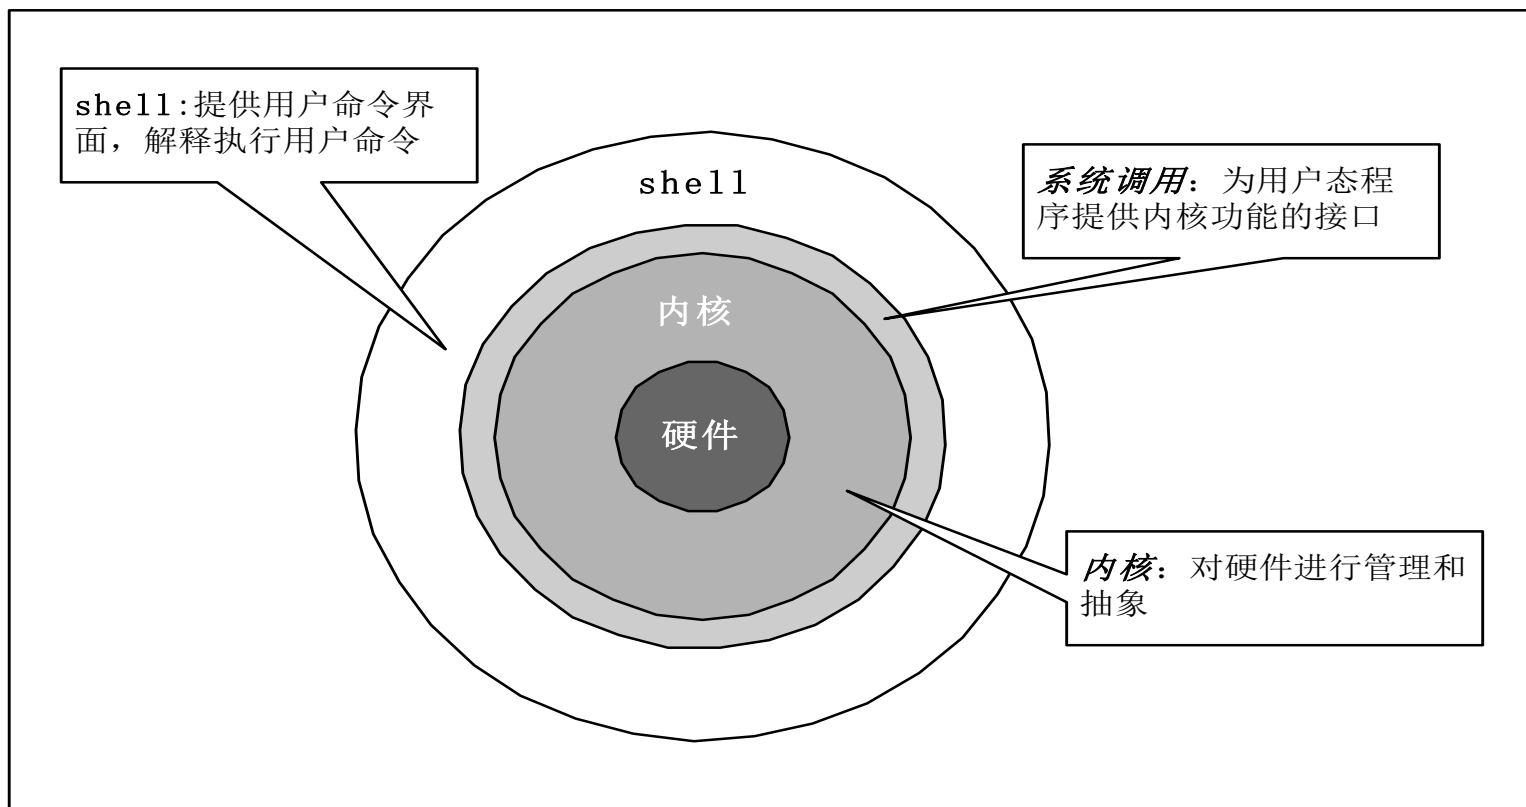 shell:提供用户命令界
面，解释执行用户命令
shell
系统调用：为用户态程
序提供内核功能的接口
内核
硬件
内核：对硬件进行管理和
抽象